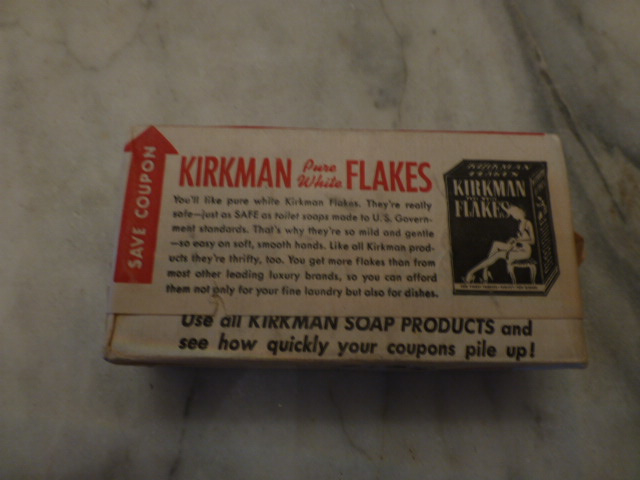 SAVE COUPON
KIRKMAN Pure White FLAKES
You'll like pure white Kirkman Flakes. They're really
safe—just as SAFE as toilet soaps made to U.S. Govern-
ment standards. That's why they're so mild and gentle
—so easy on soft, smooth hands. Like all Kirkman prod-
ucts they're thrifty, too. You get more flakes than from
most other leading luxury brands, so you can afford
them not only for your fine laundry but also for dishes.
KIRKMAN
FLAKES
KIRKMAN
FLAKES
Use all KIRKMAN SOAP PRODUCTS and
see how quickly your coupons pile up!